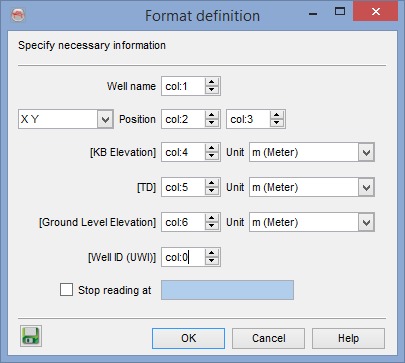 Format definition
Specify necessary information
Well name col:1
X Y Position col:2 col:3
[KB Elevation] col:4 Unit m (Meter)
[TD] col:5 Unit m (Meter)
[Ground Level Elevation] col:6 Unit m (Meter)
[Well ID (UWI)] col:0
Stop reading at
OK Cancel Help